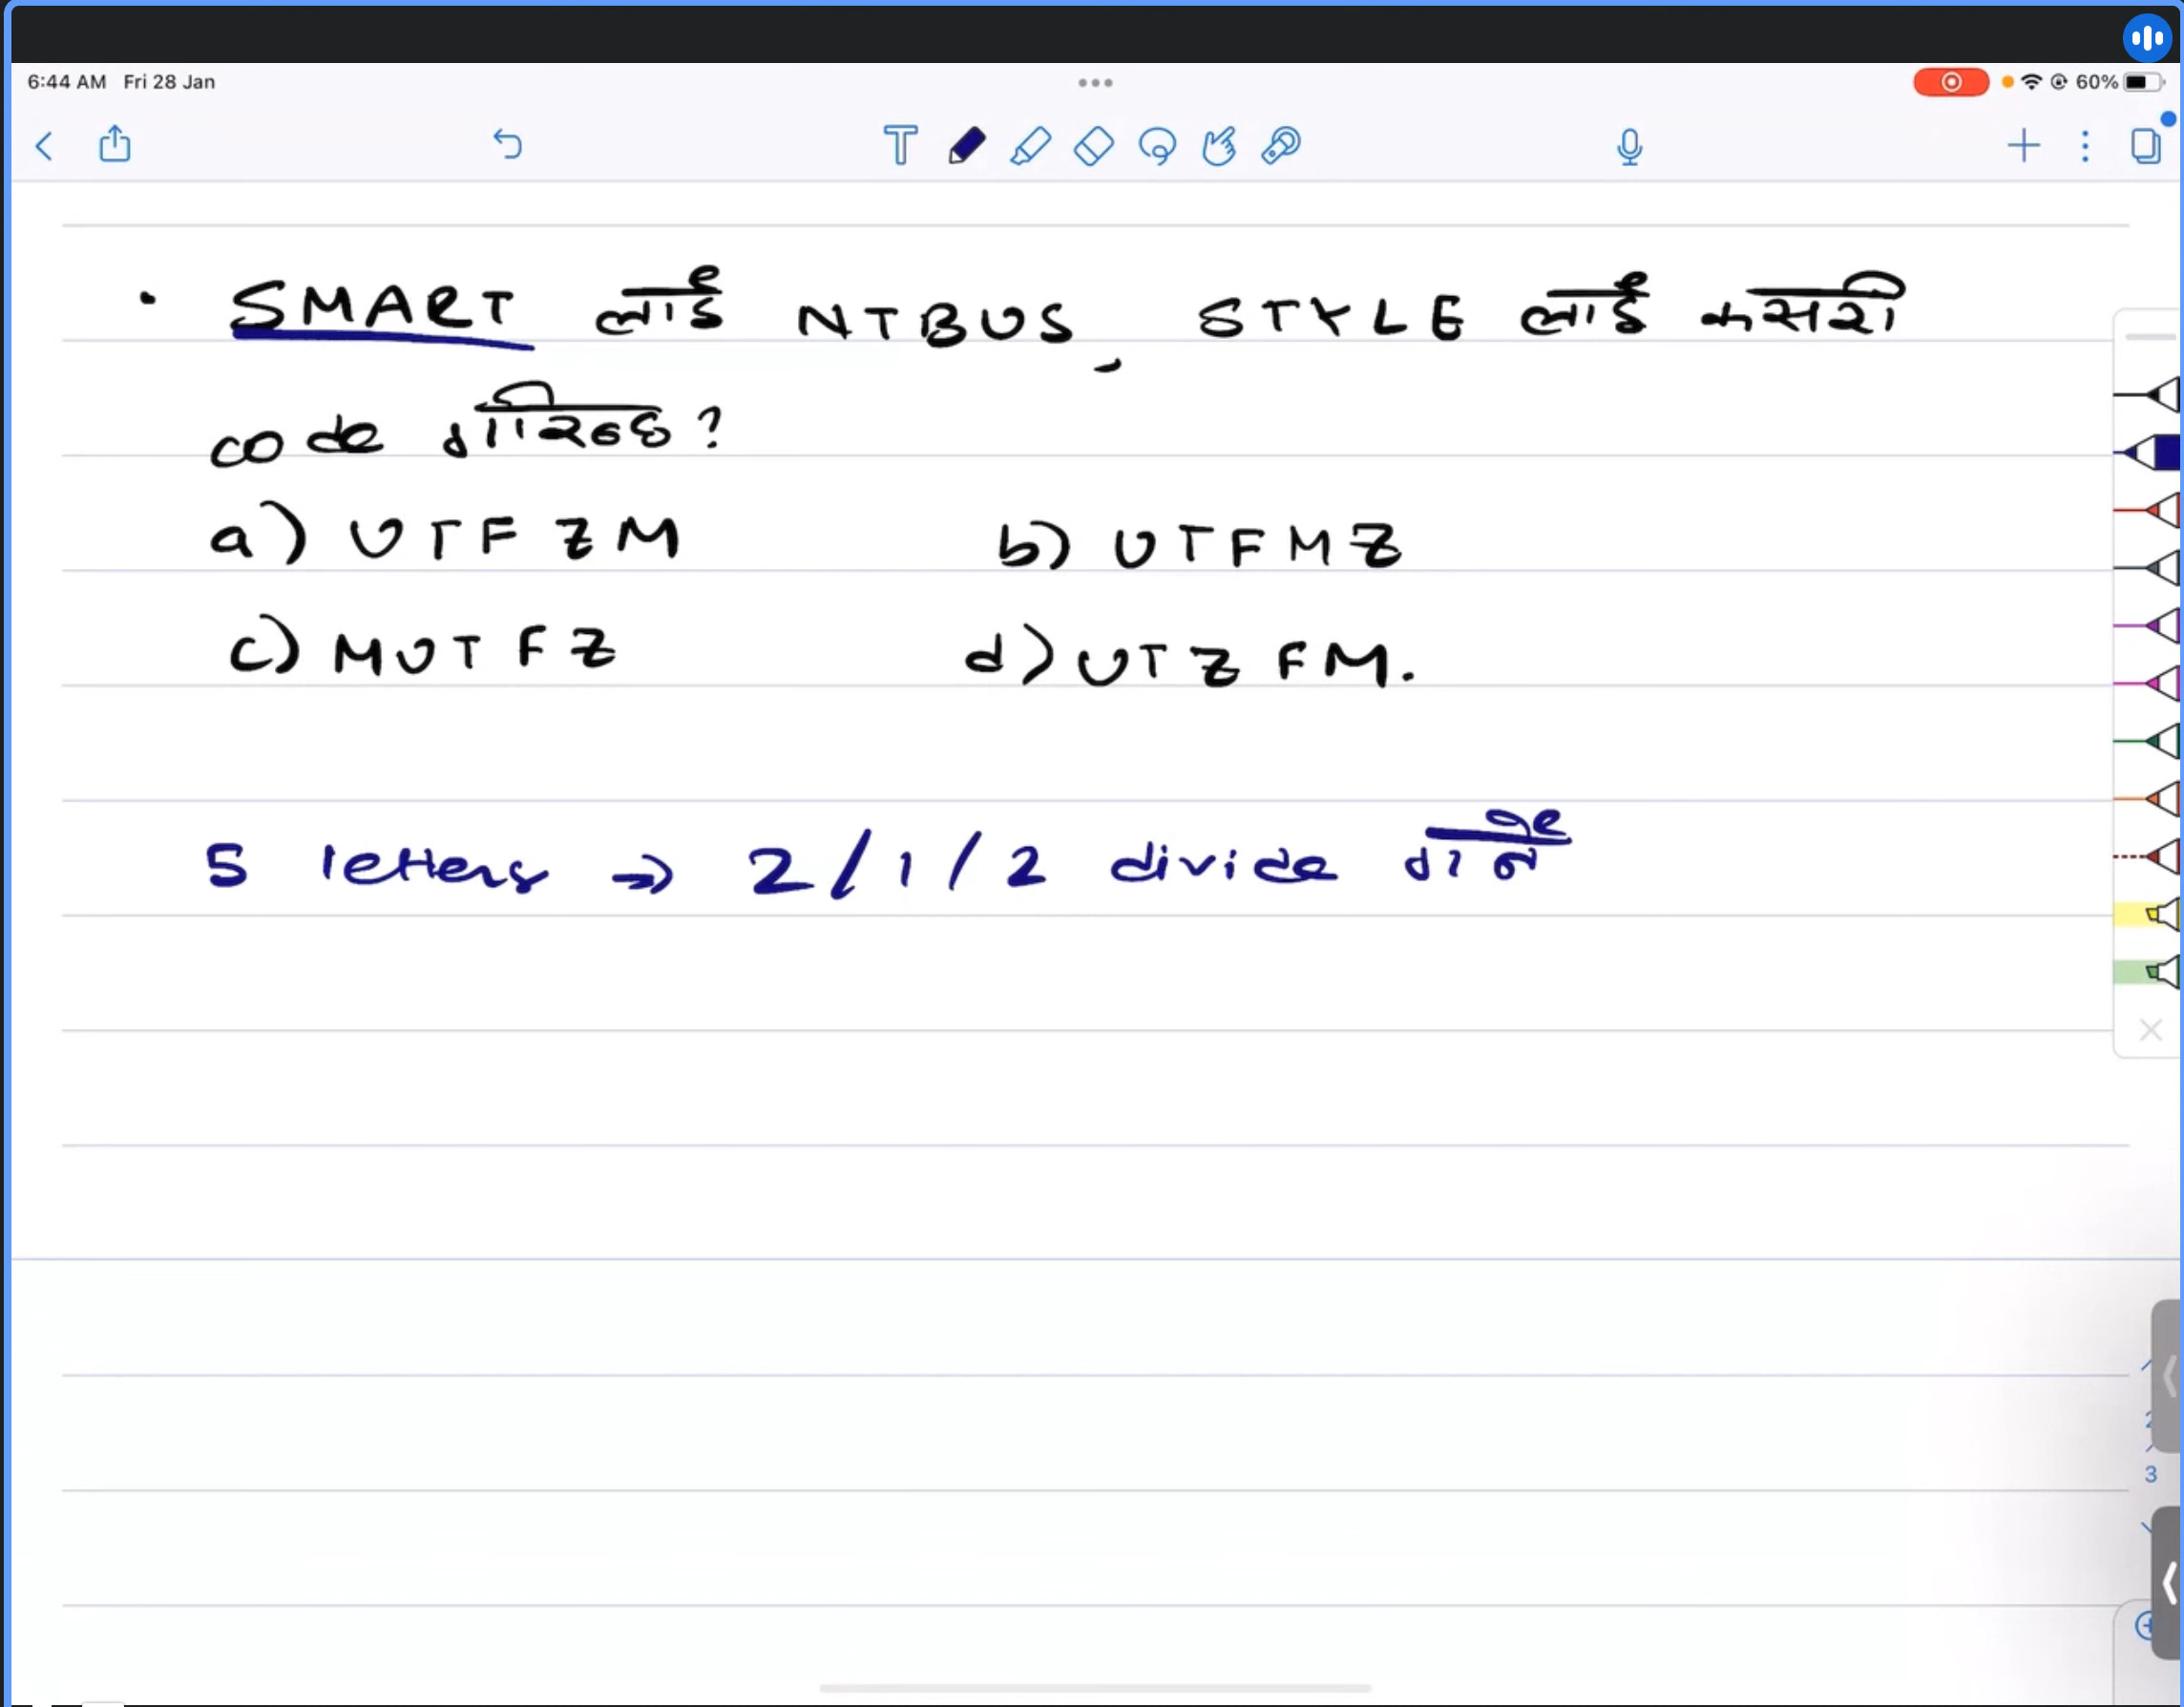 6:44 AM Fri 28 Jan
60%
• SMART लाई NTBUS, STYLE लाई कसरी
code गरिन्छ?
a) UTFZM b) UTFMZ
c) MUTFZ d) UTZFM.
5 letters ⇒ 2/1/2 divide गर्ने
3